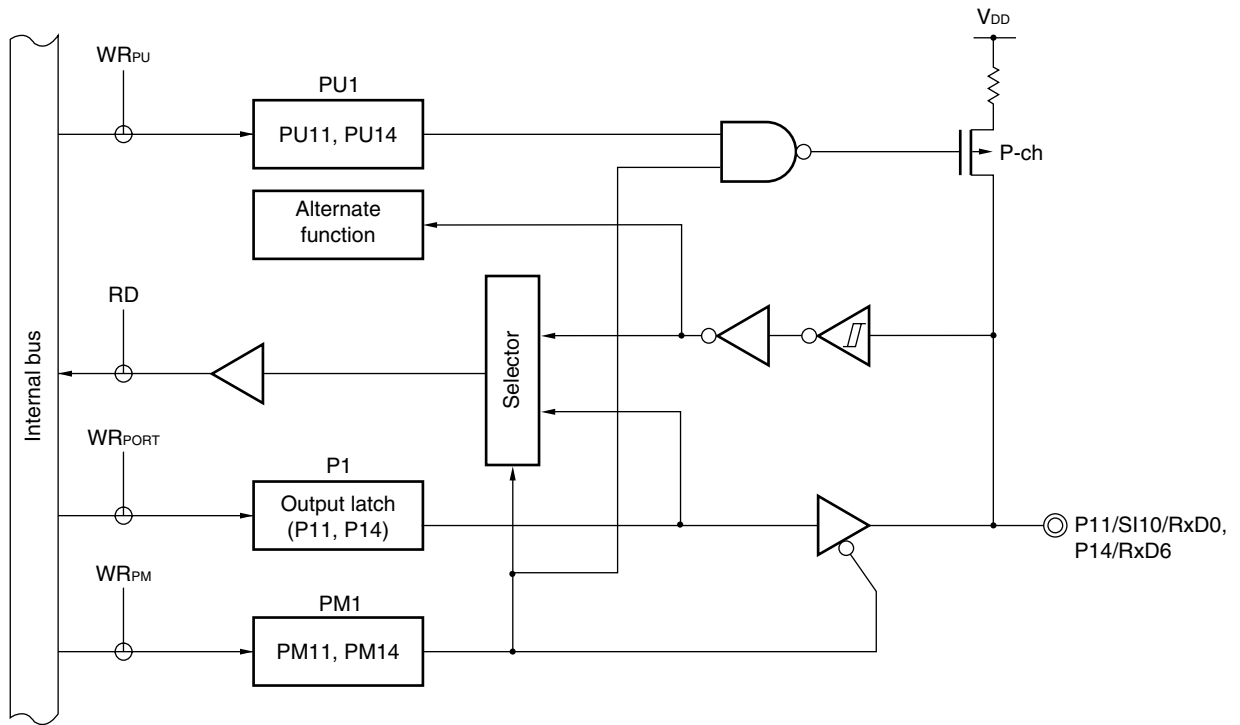 VDD
WRPU
PU1
PU11, PU14
P-ch
Alternate
function
RD
Selector
Internal bus
WRPORT
P1
Output latch
(P11, P14)
P11/SI10/RxD0,
P14/RxD6
WRPM
PM1
PM11, PM14